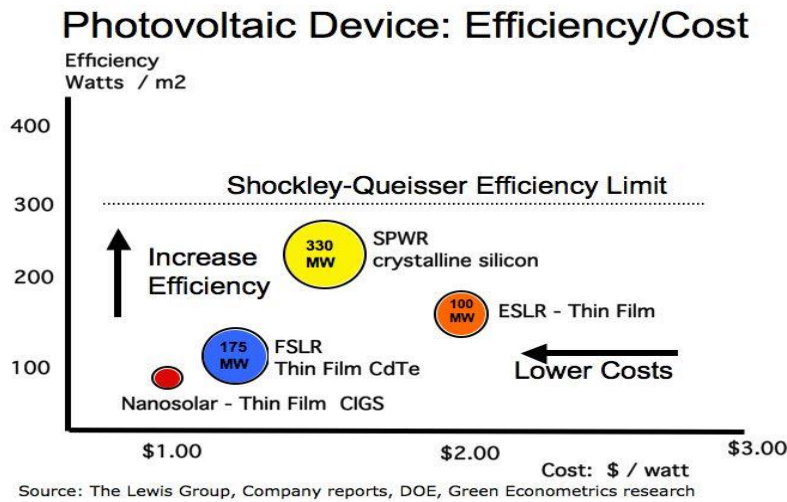 Photovoltaic Device: Efficiency/Cost
Efficiency
Watts / m2
400
Shockley-Queisser Efficiency Limit
300
330
MW
SPWR
crystalline silicon
Increase
Efficiency
200
100
MW
ESLR - Thin Film
175
MW
FSLR
Thin Film CdTe
100
Lower Costs
Nanosolar - Thin Film CIGS
$1.00
$2.00
$3.00
Cost: $ / watt
Source: The Lewis Group, Company reports, DOE, Green Econometrics research